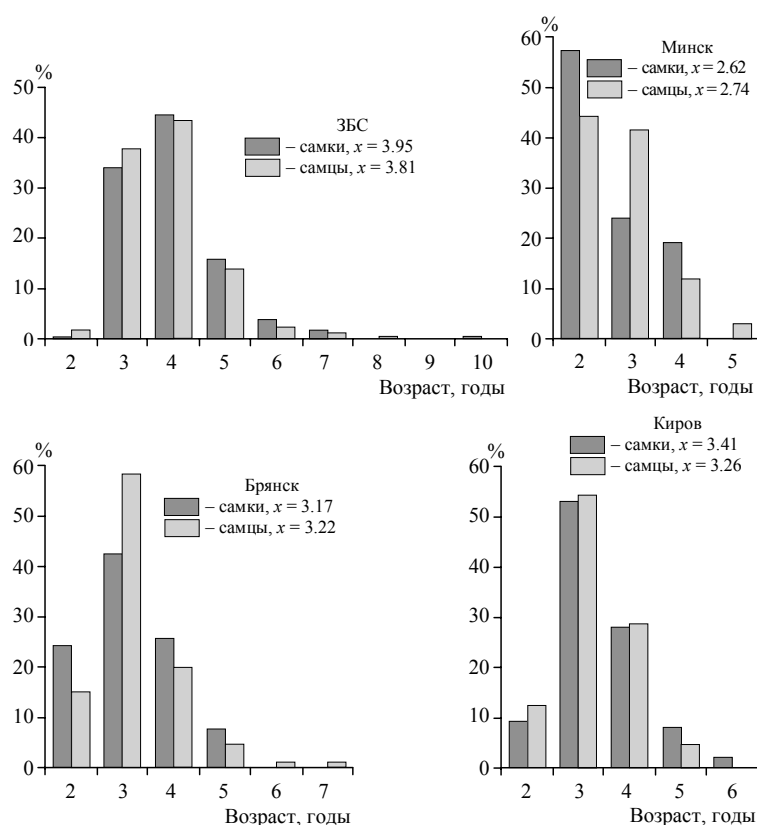 %
50
40
30
20
10
0
ЗБС
– самки, x = 3.95
– самцы, x = 3.81
2 3 4 5 6 7 8 9 10
Возраст, годы
%
60
50
40
30
20
10
0
Минск
– самки, x = 2.62
– самцы, x = 2.74
2 3 4 5
Возраст, годы
%
60
50
40
30
20
10
0
Брянск
– самки, x = 3.17
– самцы, x = 3.22
2 3 4 5 6 7
Возраст, годы
%
60
50
40
30
20
10
0
Киров
– самки, x = 3.41
– самцы, x = 3.26
2 3 4 5 6
Возраст, годы